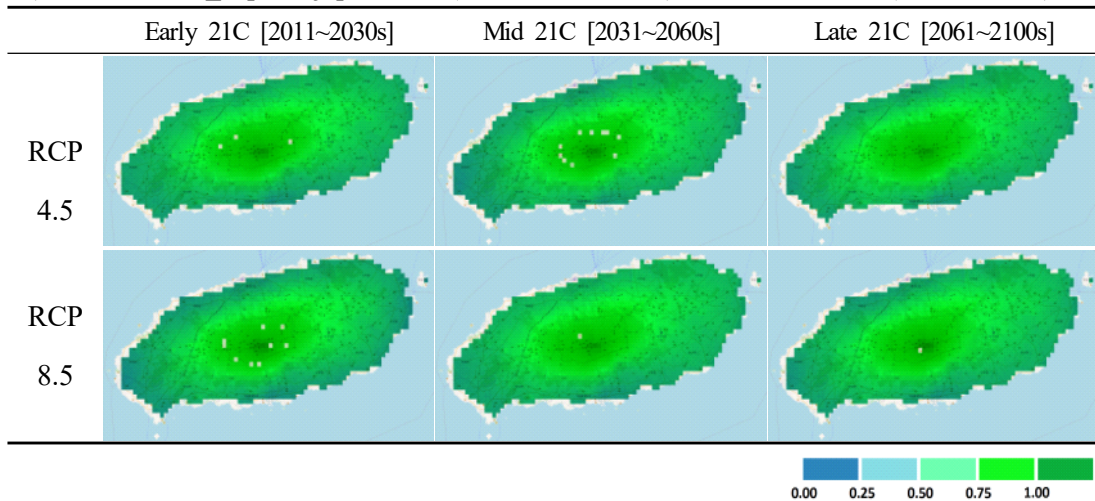 Early 21C [2011~2030s] Mid 21C [2031~2060s] Late 21C [2061~2100s]
RCP
4.5
RCP
8.5
0.00 0.25 0.50 0.75 1.00